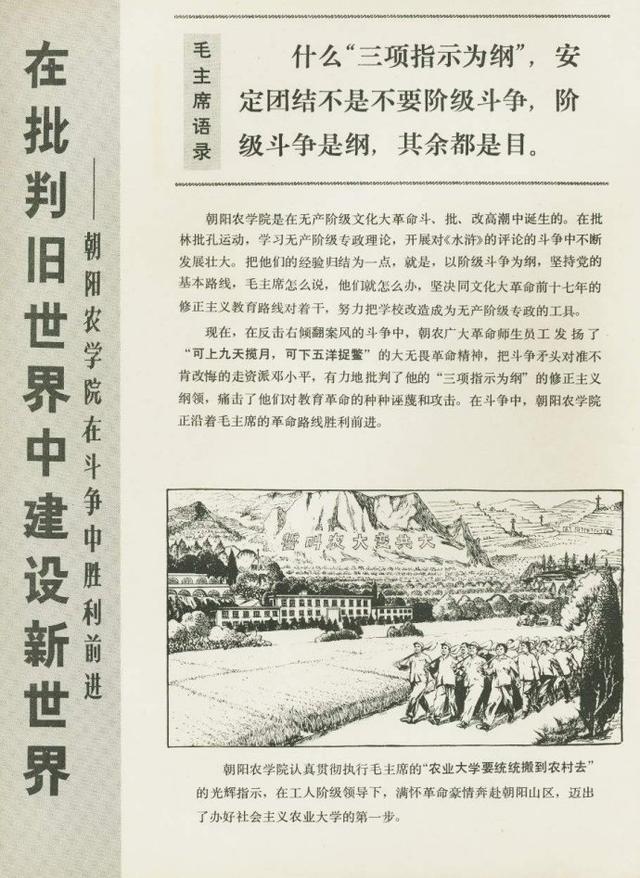 在批判旧世界中建设新世界
——朝阳农学院在斗争中胜利前进
毛主席语录
什么“三项指示为纲”，安
定团结不是不要阶级斗争，阶
级斗争是纲，其余都是目。
朝阳农学院是在无产阶级文化大革命斗、批、改高潮中诞生的。在批
林批孔运动，学习无产阶级专政理论，开展对《水浒》的评论的斗争中不断
发展壮大。把他们的经验归结为一点，就是，以阶级斗争为纲，坚持党的
基本路线，毛主席怎么说，他们就怎么办，坚决同文化大革命前十七年的
修正主义教育路线对着干，努力把学校改造成为无产阶级专政的工具。
现在，在反击右倾翻案风的斗争中，朝农广大革命师生员工发扬了
“可上九天揽月，可下五洋捉鳖”的大无畏革命精神，把斗争矛头对准不
肯改悔的走资派邓小平，有力地批判了他的“三项指示为纲”的修正主义
纲领，痛击了他们对教育革命的种种诬蔑和攻击。在斗争中，朝阳农学院
正沿着毛主席的革命路线胜利前进。
誓叫农大变共大
朝阳农学院认真贯彻执行毛主席的“农业大学要统统搬到农村去”
的光辉指示，在工人阶级领导下，满怀革命豪情奔赴朝阳山区，迈出
了办好社会主义农业大学的第一步。